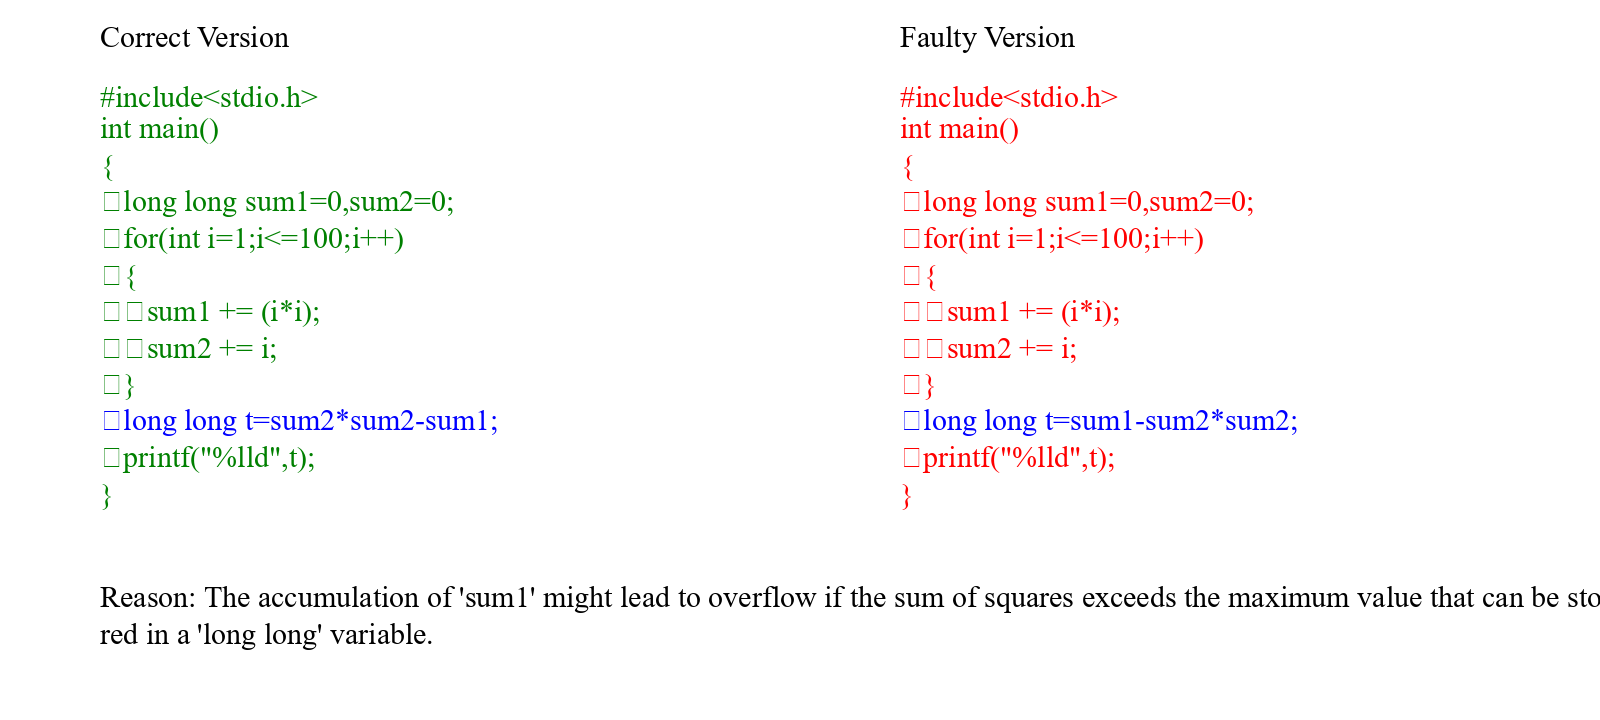 Correct Version
#include<stdio.h>
int main()
{
□long long sum1=0,sum2=0;
□for(int i=1;i<=100;i++)
□{
□□sum1 += (i*i);
□□sum2 += i;
□}
□long long t=sum2*sum2-sum1;
□printf("%lld",t);
}
Faulty Version
#include<stdio.h>
int main()
{
□long long sum1=0,sum2=0;
□for(int i=1;i<=100;i++)
□{
□□sum1 += (i*i);
□□sum2 += i;
□}
□long long t=sum1-sum2*sum2;
□printf("%lld",t);
}
Reason: The accumulation of 'sum1' might lead to overflow if the sum of squares exceeds the maximum value that can be sto
red in a 'long long' variable.